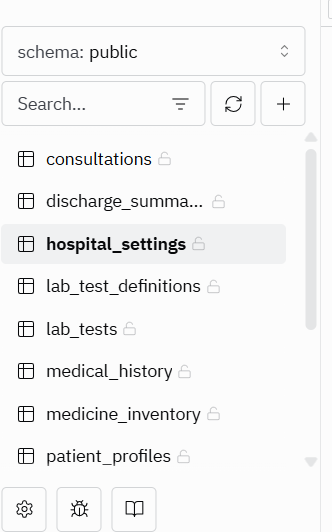 schema: public
Search...
consultations
discharge_summa...
hospital_settings
lab_test_definitions
lab_tests
medical_history
medicine_inventory
patient_profiles